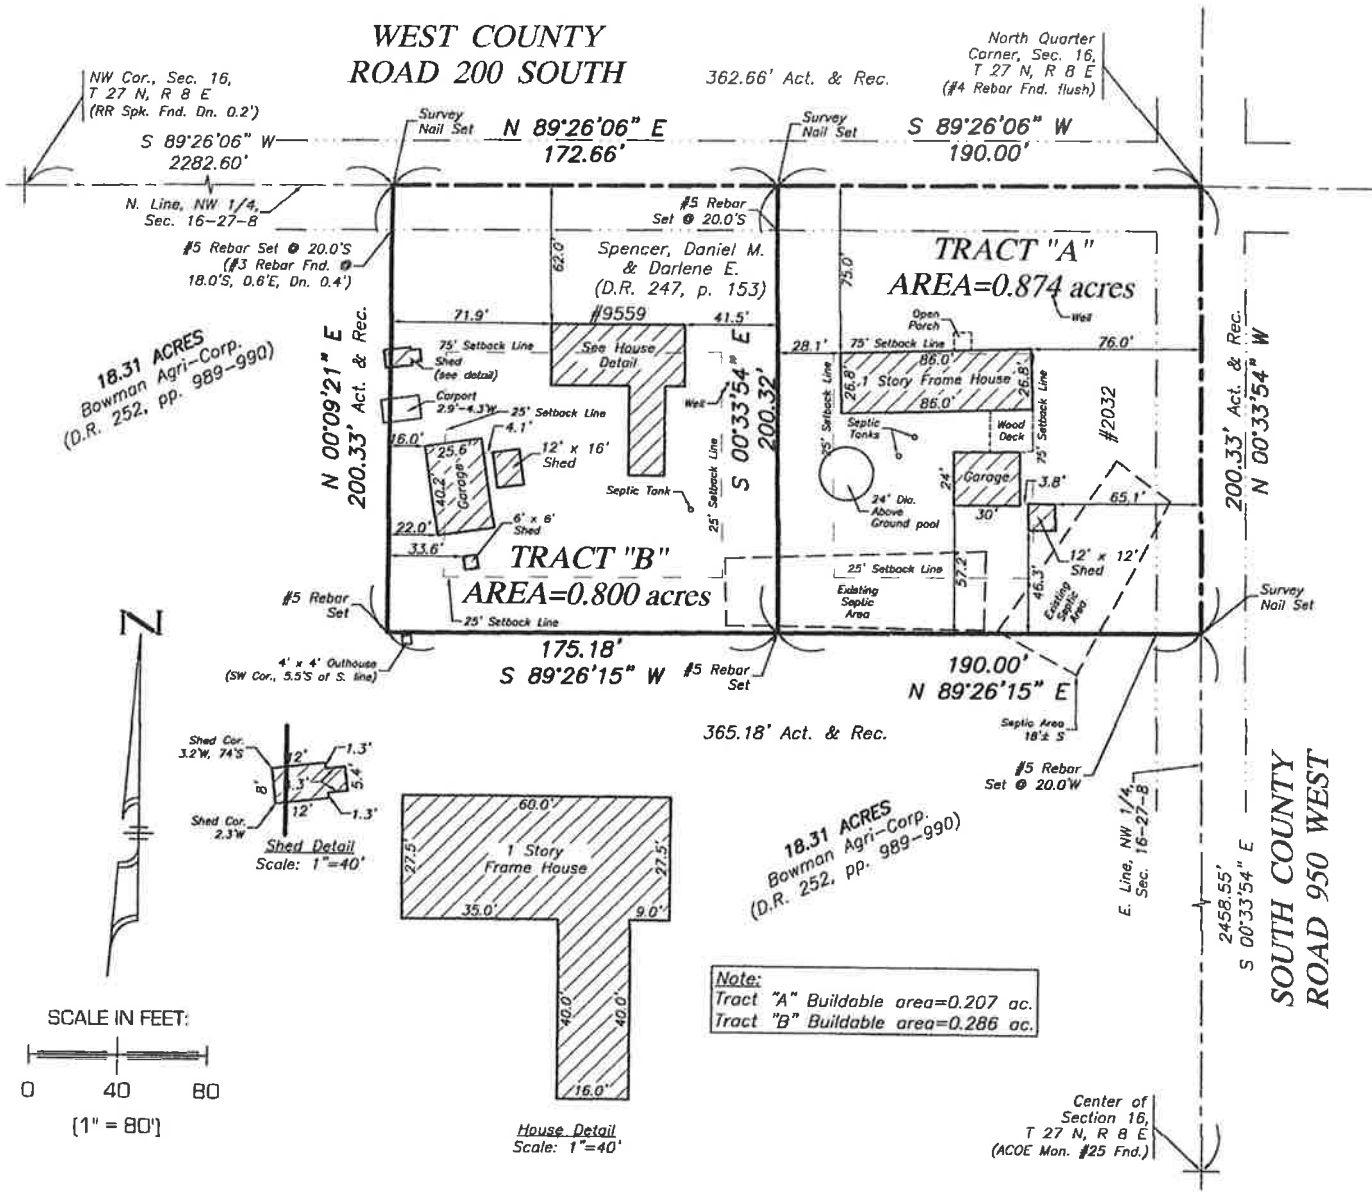 WEST COUNTY
ROAD 200 SOUTH
362.66' Act. & Rec.
North Quarter
Corner, Sec. 16,
T 27 N, R 8 E
(#4 Rebar Fnd. flush)
NW Cor., Sec. 16,
T 27 N, R 8 E
(RR Spk. Fnd. Dn. 0.2')
S 89°26'06" W
2282.60'
Survey
Nail Set
N 89°26'06" E
172.66'
Survey
Nail Set
S 89°26'06" W
190.00'
N. Line, NW 1/4,
Sec. 16-27-8
#5 Rebar Set @ 20.0'S
(#3 Rebar Fnd. @
18.0'S, 0.6'E, Dn. 0.4')
#5 Rebar
Set @ 20.0'S
62.0'
Spencer, Daniel M.
& Darlene E.
(D.R. 247, p. 153)
75.0'
TRACT "A"
AREA=0.874 acres
Well
18.31 ACRES
Bowman Agri-Corp.
(D.R. 252, pp. 989-990)
N 00°09'21" E
200.33' Act. & Rec.
71.9'
#9559
41.5'
75' Setback Line
See House
Detail
Shed
(see detail)
Carport
2.9'-4.3'W
25' Setback Line
16.0'
4.1'
25.6'
40.2'
Garage
12' x 16'
Shed
22.0'
33.6'
6' x 6'
Shed
Septic Tank
Well
25' Setback Line
S 00°33'54" E
200.32'
TRACT "B"
AREA=0.800 acres
25' Setback Line
28.1'
Open
Porch
75' Setback Line
76.0'
86.0'
26.8'
1 Story Frame House
26.8'
86.0'
25' Setback Line
75' Setback Line
#2032
Septic
Tanks
Wood
Deck
24' Dia.
Above
Ground pool
24'
Garage
30'
3.8'
65.1'
12' x 12'
Shed
57.2'
46.3'
25' Setback Line
Existing
Septic
Area
Existing
Septic
Area
200.33' Act. & Rec.
N 00°33'54" W
Survey
Nail Set
#5 Rebar
Set
4' x 4' Outhouse
(SW Cor., 5.5'S of S. line)
175.18'
S 89°26'15" W
#5 Rebar
Set
190.00'
N 89°26'15" E
365.18' Act. & Rec.
Septic Area
18'± S
#5 Rebar
Set @ 20.0'W
N
Shed Cor.
3.2'W, 74'S
12'
1.3'
8'
3.3'
5.4'
12'
1.3'
Shed Cor.
2.3'W
Shed Detail
Scale: 1"=40'
60.0'
27.5'
1 Story
Frame House
27.5'
35.0'
9.0'
40.0'
40.0'
16.0'
House Detail
Scale: 1"=40'
18.31 ACRES
Bowman Agri-Corp.
(D.R. 252, pp. 989-990)
E. Line, NW 1/4,
Sec. 16-27-8
2458.55'
S 00°33'54" E
SOUTH COUNTY
ROAD 950 WEST
Note:
Tract "A" Buildable area=0.207 ac.
Tract "B" Buildable area=0.286 ac.
SCALE IN FEET:
0 40 80
(1" = 80')
Center of
Section 16,
T 27 N, R 8 E
(ACOE Mon. #25 Fnd.)